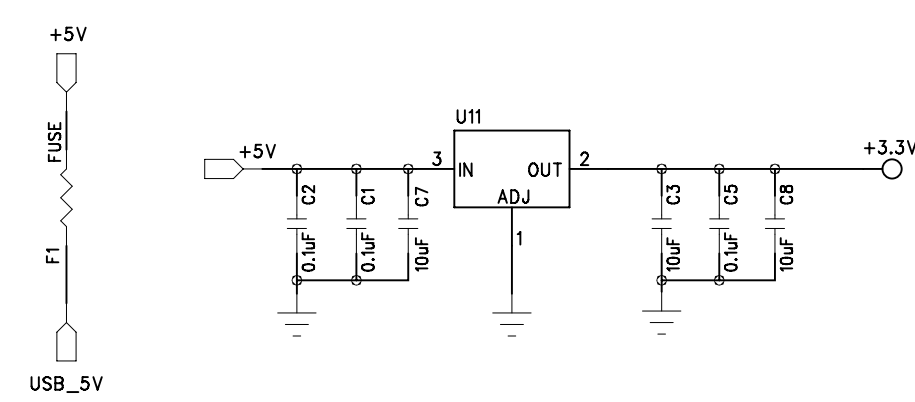 +5V
FUSE
F1
USB_5V
+5V
C2
0.1uF
C1
0.1uF
C7
10uF
U11
3
IN
OUT
2
ADJ
1
C3
10uF
C5
0.1uF
C8
10uF
+3.3V